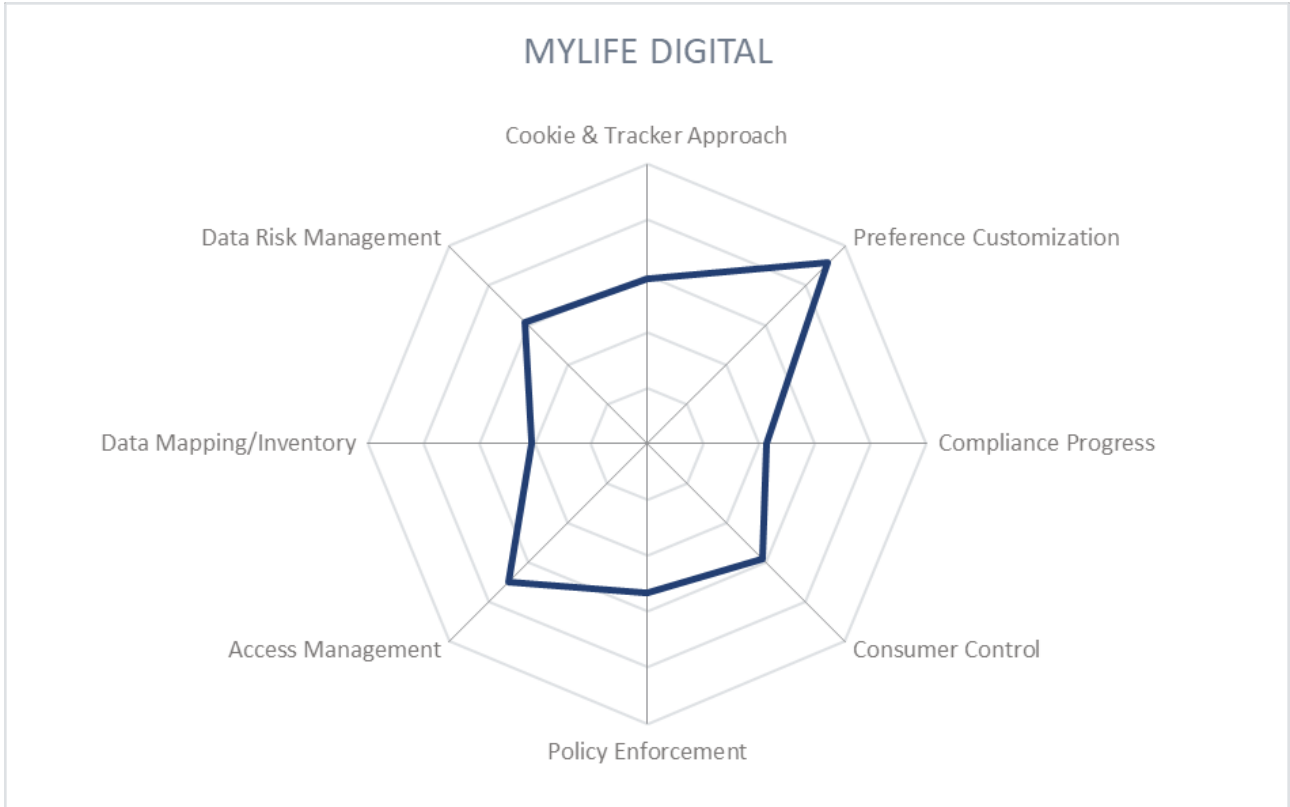 MYLIFE DIGITAL
Cookie & Tracker Approach
Data Risk Management
Preference Customization
Data Mapping/Inventory
Compliance Progress
Access Management
Consumer Control
Policy Enforcement